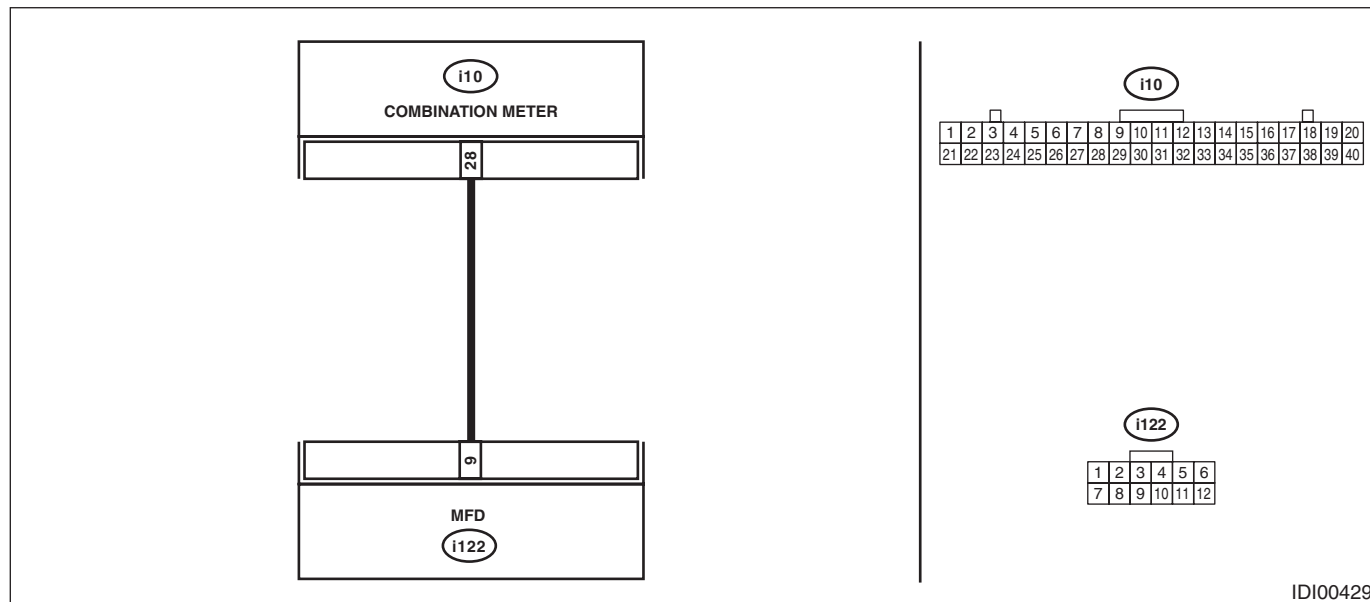 i10
COMBINATION METER
28
9
MFD
i122
i10
1 2 3 4 5 6 7 8 9 10 11 12 13 14 15 16 17 18 19 20
21 22 23 24 25 26 27 28 29 30 31 32 33 34 35 36 37 38 39 40
i122
1 2 3 4 5 6
7 8 9 10 11 12
IDI00429